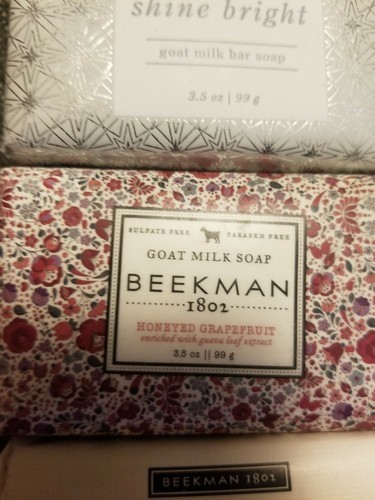 shine bright
goat milk bar soap
3.5 oz | 99 g
SULFATE FREE PARABEN FREE
GOAT MILK SOAP
BEEKMAN
1802
HONEYED GRAPEFRUIT
enriched with guava leaf extract
3.5 oz || 99 g
BEEKMAN 1802